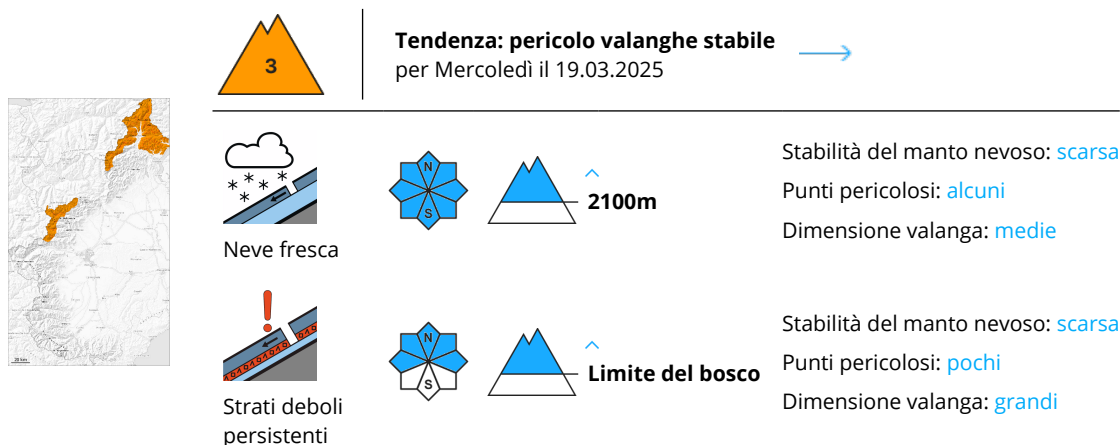 3
Tendenza: pericolo valanghe stabile
per Mercoledì il 19.03.2025
Neve fresca
N
S
2100m
Stabilità del manto nevoso: scarsa
Punti pericolosi: alcuni
Dimensione valanga: medie
Strati deboli
persistenti
N
S
Limite del bosco
Stabilità del manto nevoso: scarsa
Punti pericolosi: pochi
Dimensione valanga: grandi
20 km